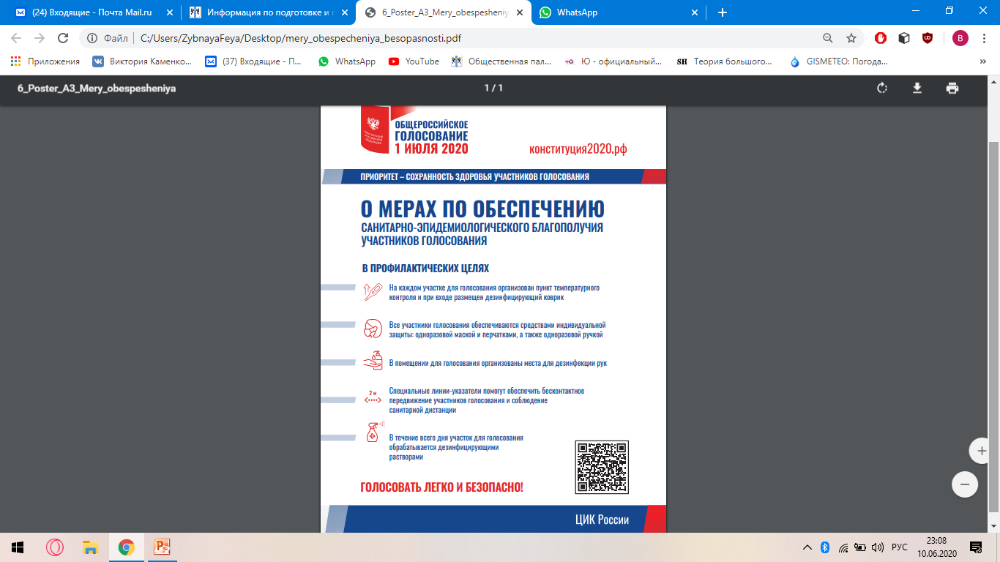 (24) Входящие - Почта Mail.ru
Информация по подготовке и
6_Poster_A3_Mery_obespesheniy
WhatsApp
Файл
C:/Users/ZybnayaFeya/Desktop/mery_obespecheniya_besopasnosti.pdf
В
Приложения
Виктория Каменко...
(37) Входящие - П...
WhatsApp
YouTube
Общественная пал...
Ю - официальный...
SH Теория большого...
GISMETEO: Погода...
6_Poster_A3_Mery_obespesheniya
1 / 1
КОНСТИТУЦИЯ
РОССИЙСКОЙ
ФЕДЕРАЦИИ
ОБЩЕРОССИЙСКОЕ
ГОЛОСОВАНИЕ
1 ИЮЛЯ 2020
конституция2020.рф
ПРИОРИТЕТ – СОХРАННОСТЬ ЗДОРОВЬЯ УЧАСТНИКОВ ГОЛОСОВАНИЯ
О МЕРАХ ПО ОБЕСПЕЧЕНИЮ
САНИТАРНО-ЭПИДЕМИОЛОГИЧЕСКОГО БЛАГОПОЛУЧИЯ
УЧАСТНИКОВ ГОЛОСОВАНИЯ
В ПРОФИЛАКТИЧЕСКИХ ЦЕЛЯХ
На каждом участке для голосования организован пункт температурного
контроля и при входе размещен дезинфицирующий коврик
Все участники голосования обеспечиваются средствами индивидуальной
защиты: одноразовой маской и перчатками, а также одноразовой ручкой
В помещении для голосования организованы места для дезинфекции рук
2 м
Специальные линии-указатели помогут обеспечить бесконтактное
передвижение участников голосования и соблюдение
санитарной дистанции
В течение всего дня участок для голосования
обрабатывается дезинфицирующими
растворами
ГОЛОСОВАТЬ ЛЕГКО И БЕЗОПАСНО!
ЦИК России
РУС
23:08
10.06.2020